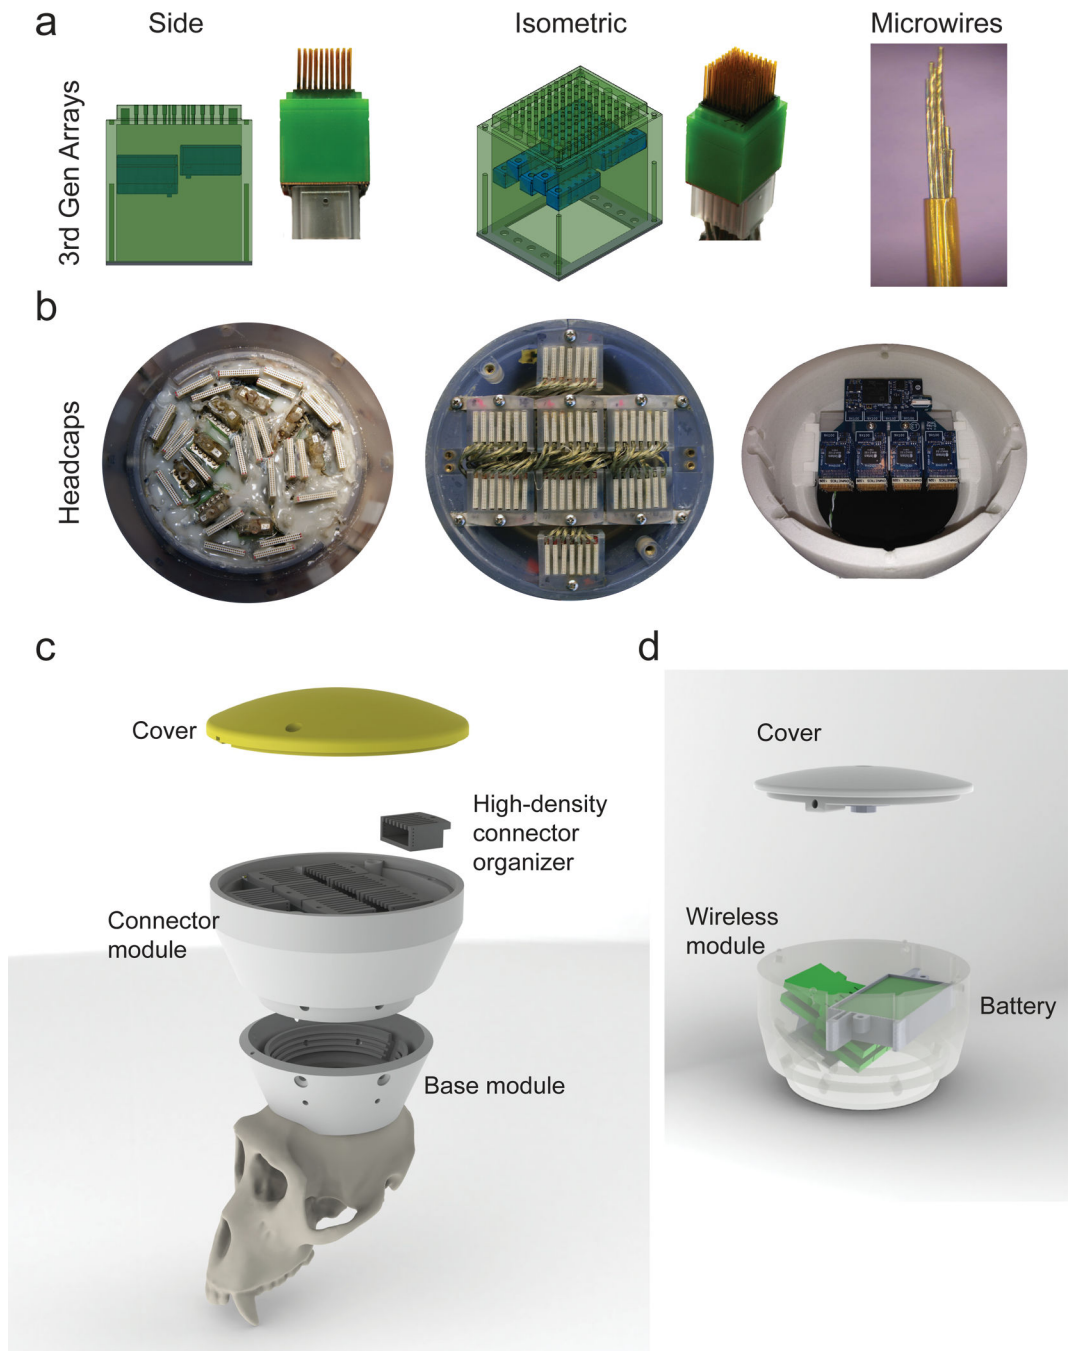 a
Side
Isometric
Microwires
3rd Gen Arrays
b
Headcaps
c
Cover
High-density
connector
organizer
Connector
module
Base module
d
Cover
Wireless
module
Battery